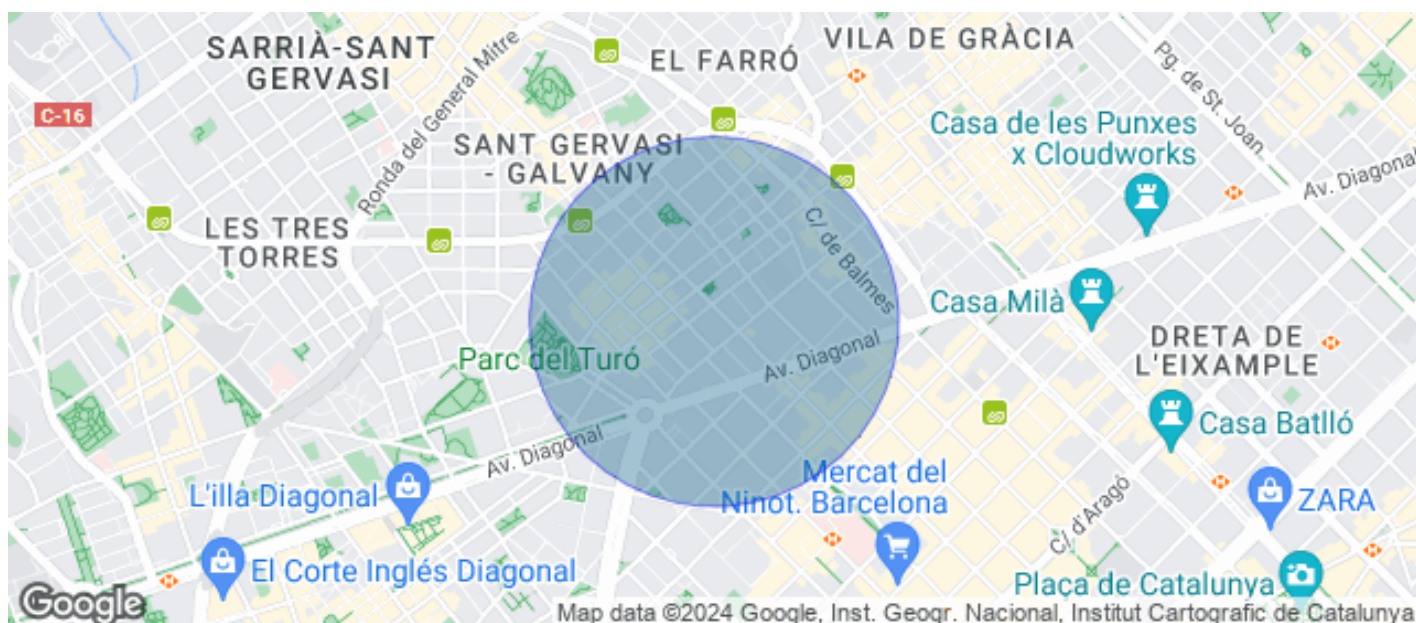 SARRIÀ-SANT
GERVASI
Ronda del General Mitre
EL FARRÓ
VILA DE GRÀCIA
Pg. de St. Joan
C-16
SANT GERVASI
- GALVANY
Casa de les Punxes
x Cloudworks
Av. Diagonal
LES TRES
TORRES
C/ de Balmes
Casa Milà
Parc del Turó
Av. Diagonal
DRETA DE
L'EIXAMPLE
Av. Diagonal
Casa Batlló
L'illa Diagonal
Mercat del
Ninot. Barcelona
C/ d'Aragó
ZARA
El Corte Inglés Diagonal
Plaça de Catalunya
Google
Map data ©2024 Google, Inst. Geogr. Nacional, Institut Cartografic de Catalunya